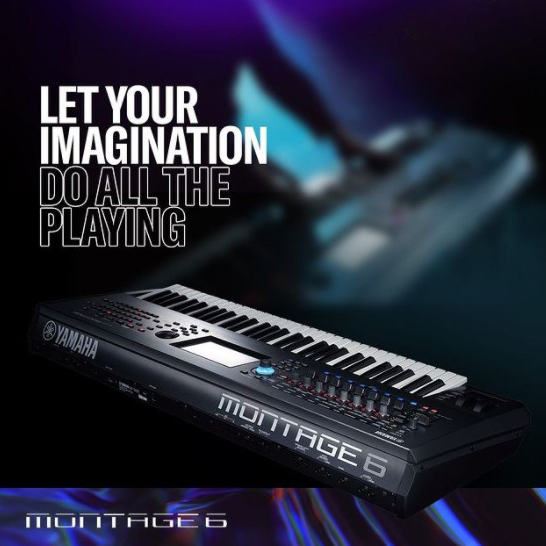 LET YOUR
IMAGINATION
DO ALL THE
PLAYING
YAMAHA
MONTAGE 6
MONTAGE 6